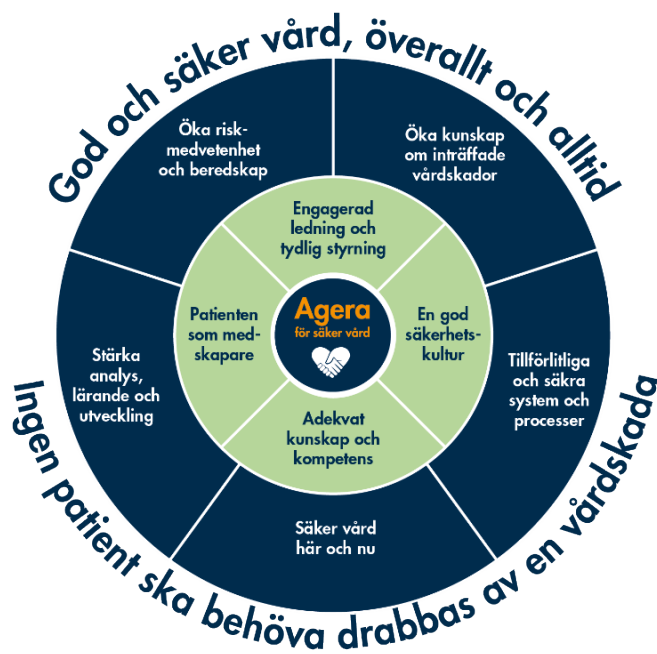 God och säker vård, överallt och alltid
Öka risk-
medvetenhet
och beredskap
Öka kunskap
om inträffade
vårdskador
Engagerad
ledning och
tydlig styrning
Patienten
som med-
skapare
Agera
för säker vård
En god
säkerhets-
kultur
Stärka
analys,
lärande och
utveckling
Tillförlitliga
och säkra
system och
processer
Adekvat
kunskap och
kompetens
Säker vård
här och nu
Ingen patient ska behöva drabbas av en vårdskada